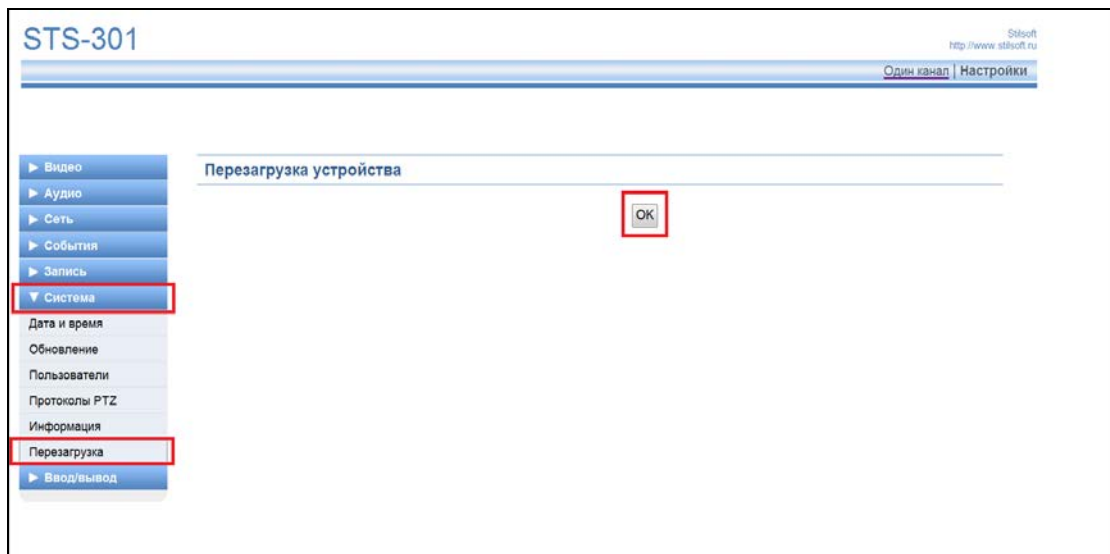 STS-301
Stilsoft
http://www.stilsoft.ru
Один канал | Настройки
▶ Видео
▶ Аудио
▶ Сеть
▶ События
▶ Запись
▼ Система
Дата и время
Обновление
Пользователи
Протоколы PTZ
Информация
Перезагрузка
▶ Ввод/вывод
Перезагрузка устройства
OK